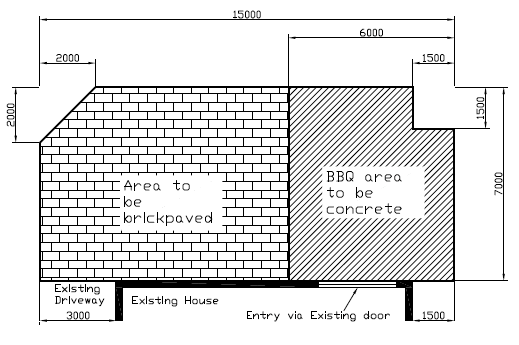 15000
6000
2000
1500
2000
1500
7000
Area to
be
brickpaved
BBQ area
to be
concrete
Existing
Driveway
Existing House
Entry via Existing door
3000
1500